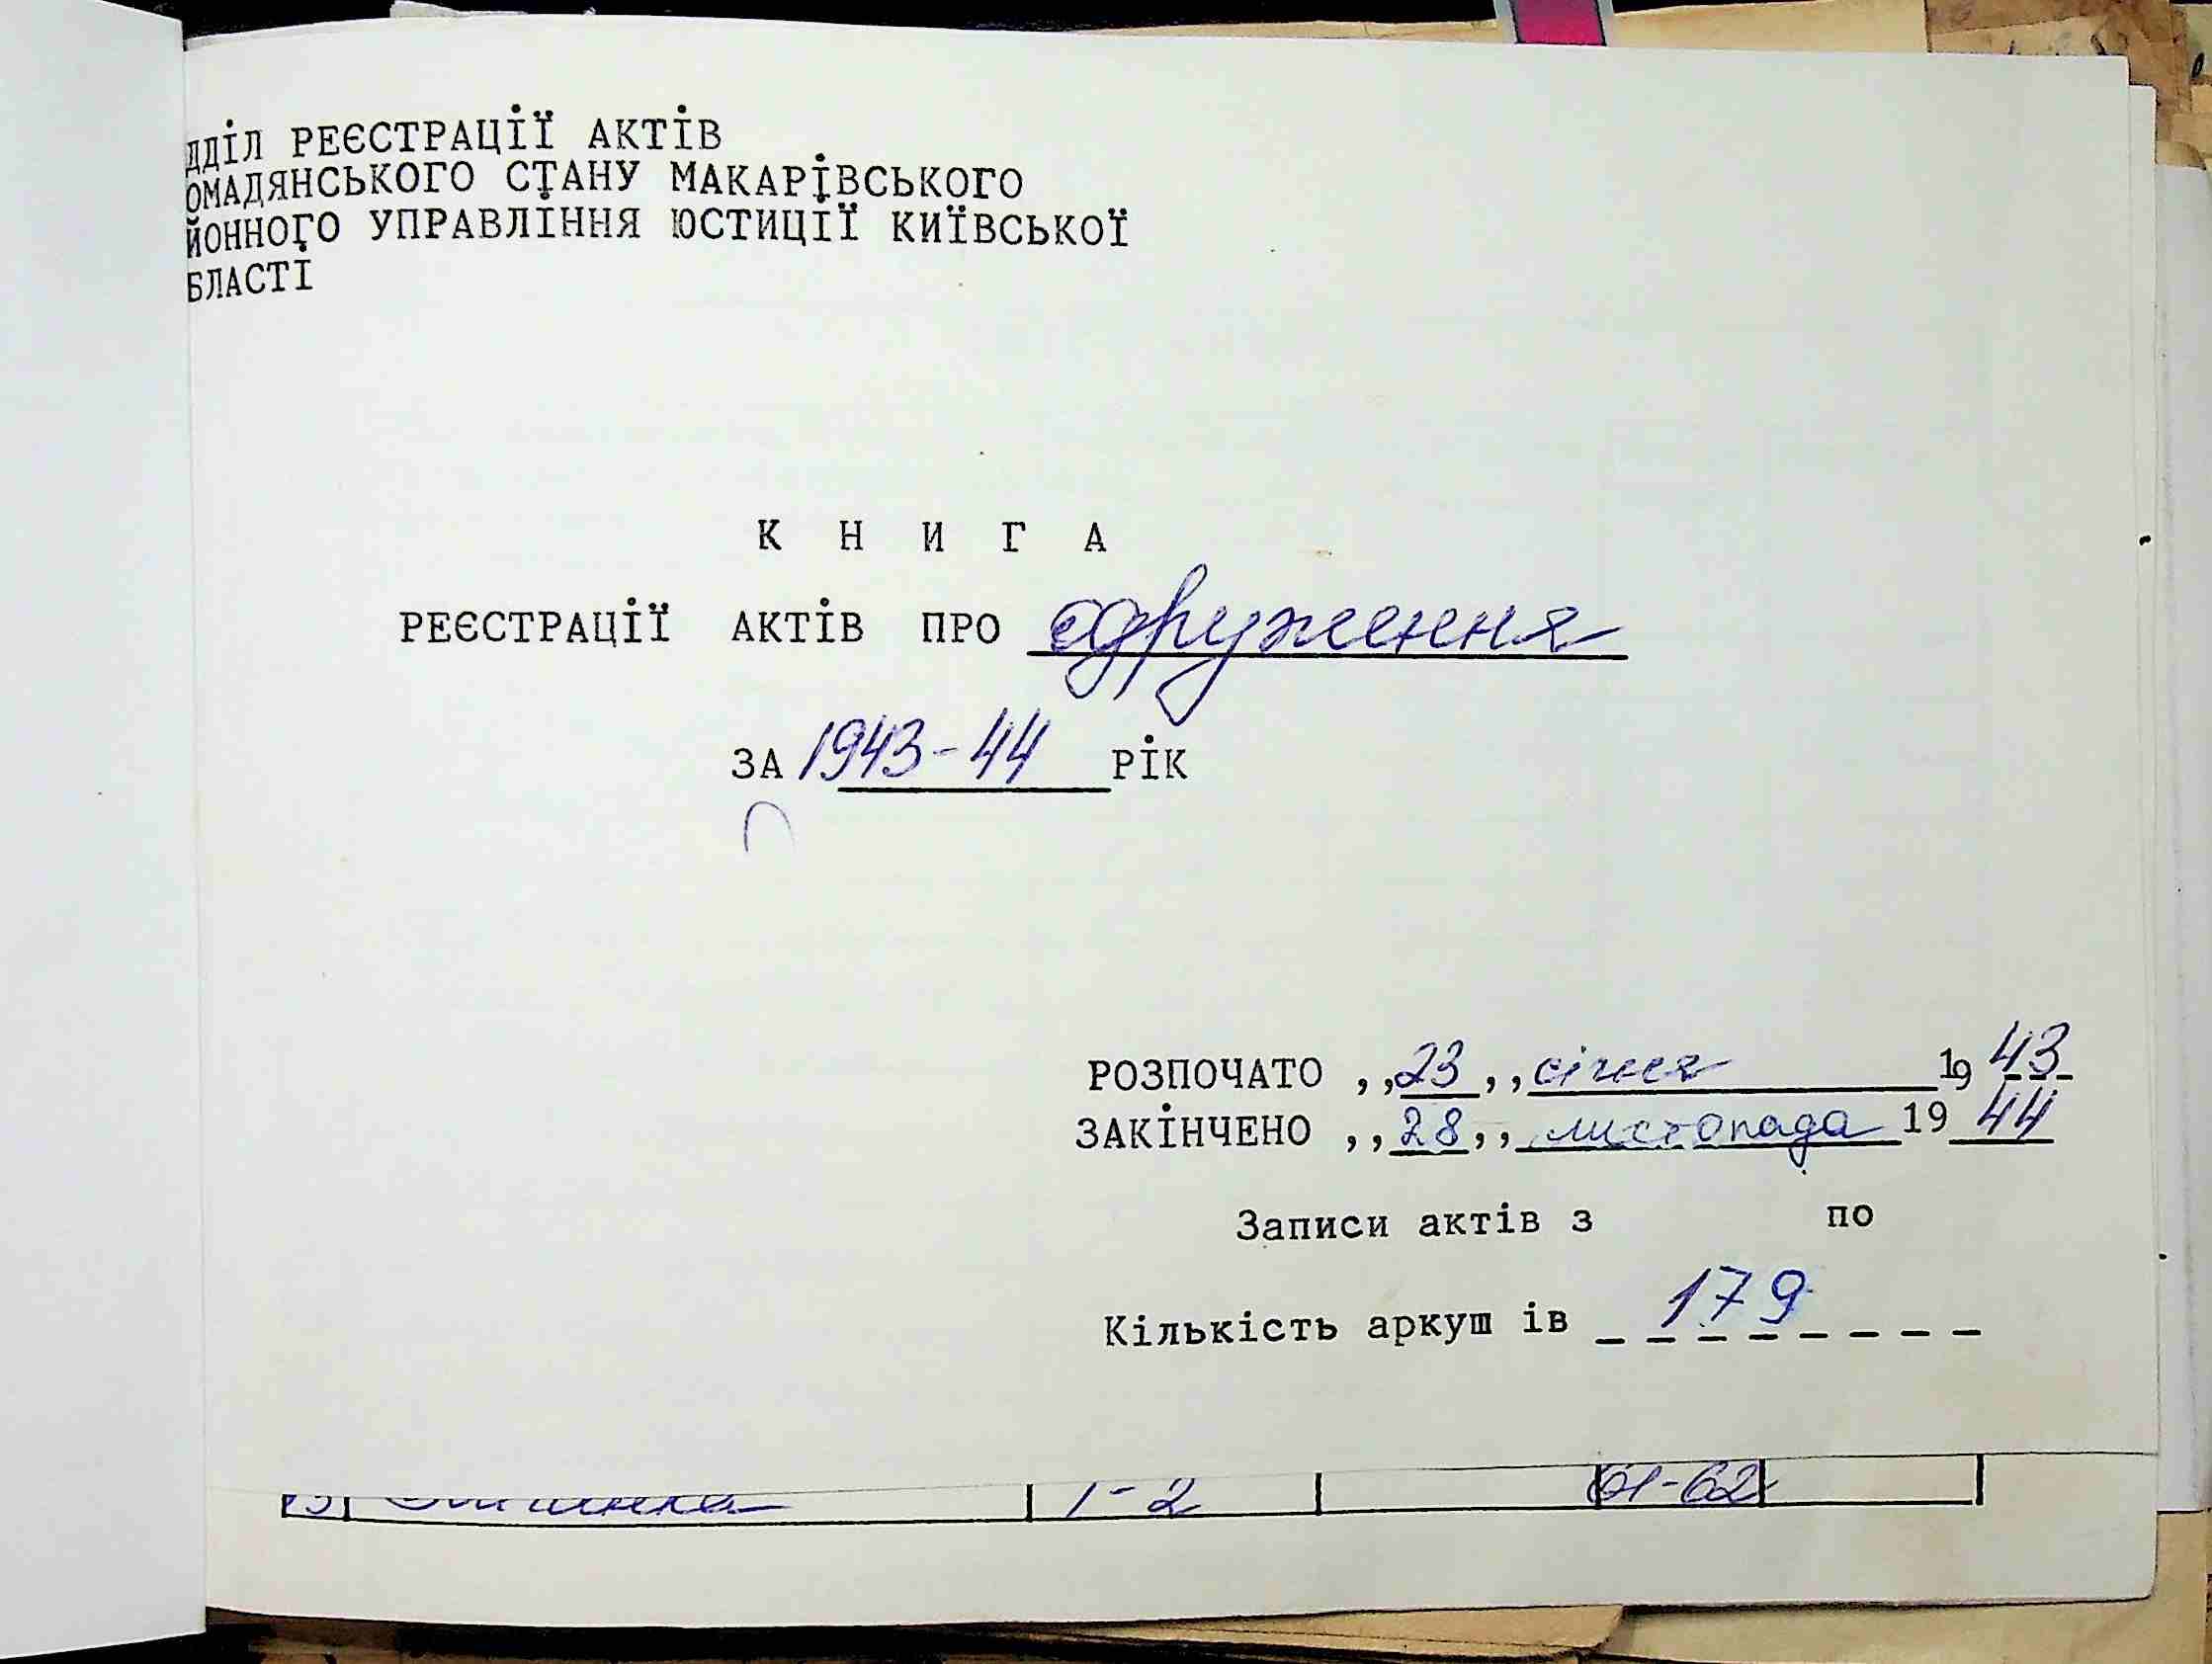 ДДІЛ РЕЄСТРАЦІЇ АКТІВ
ОМАДЯНСЬКОГО СТАНУ МАКАРІВСЬКОГО
ЙОННОГО УПРАВЛІННЯ ЮСТИЦІЇ КИЇВСЬКОЇ
БЛАСТІ
К Н И Г А
РЕЄСТРАЦІЇ АКТІВ ПРО одруження
ЗА 1943-44 РІК
РОЗПОЧАТО ,,23,, січня 1943
ЗАКІНЧЕНО ,,28,, листопада 1944
Записи актів з по
Кількість аркуш ів 179
1-2 61-62